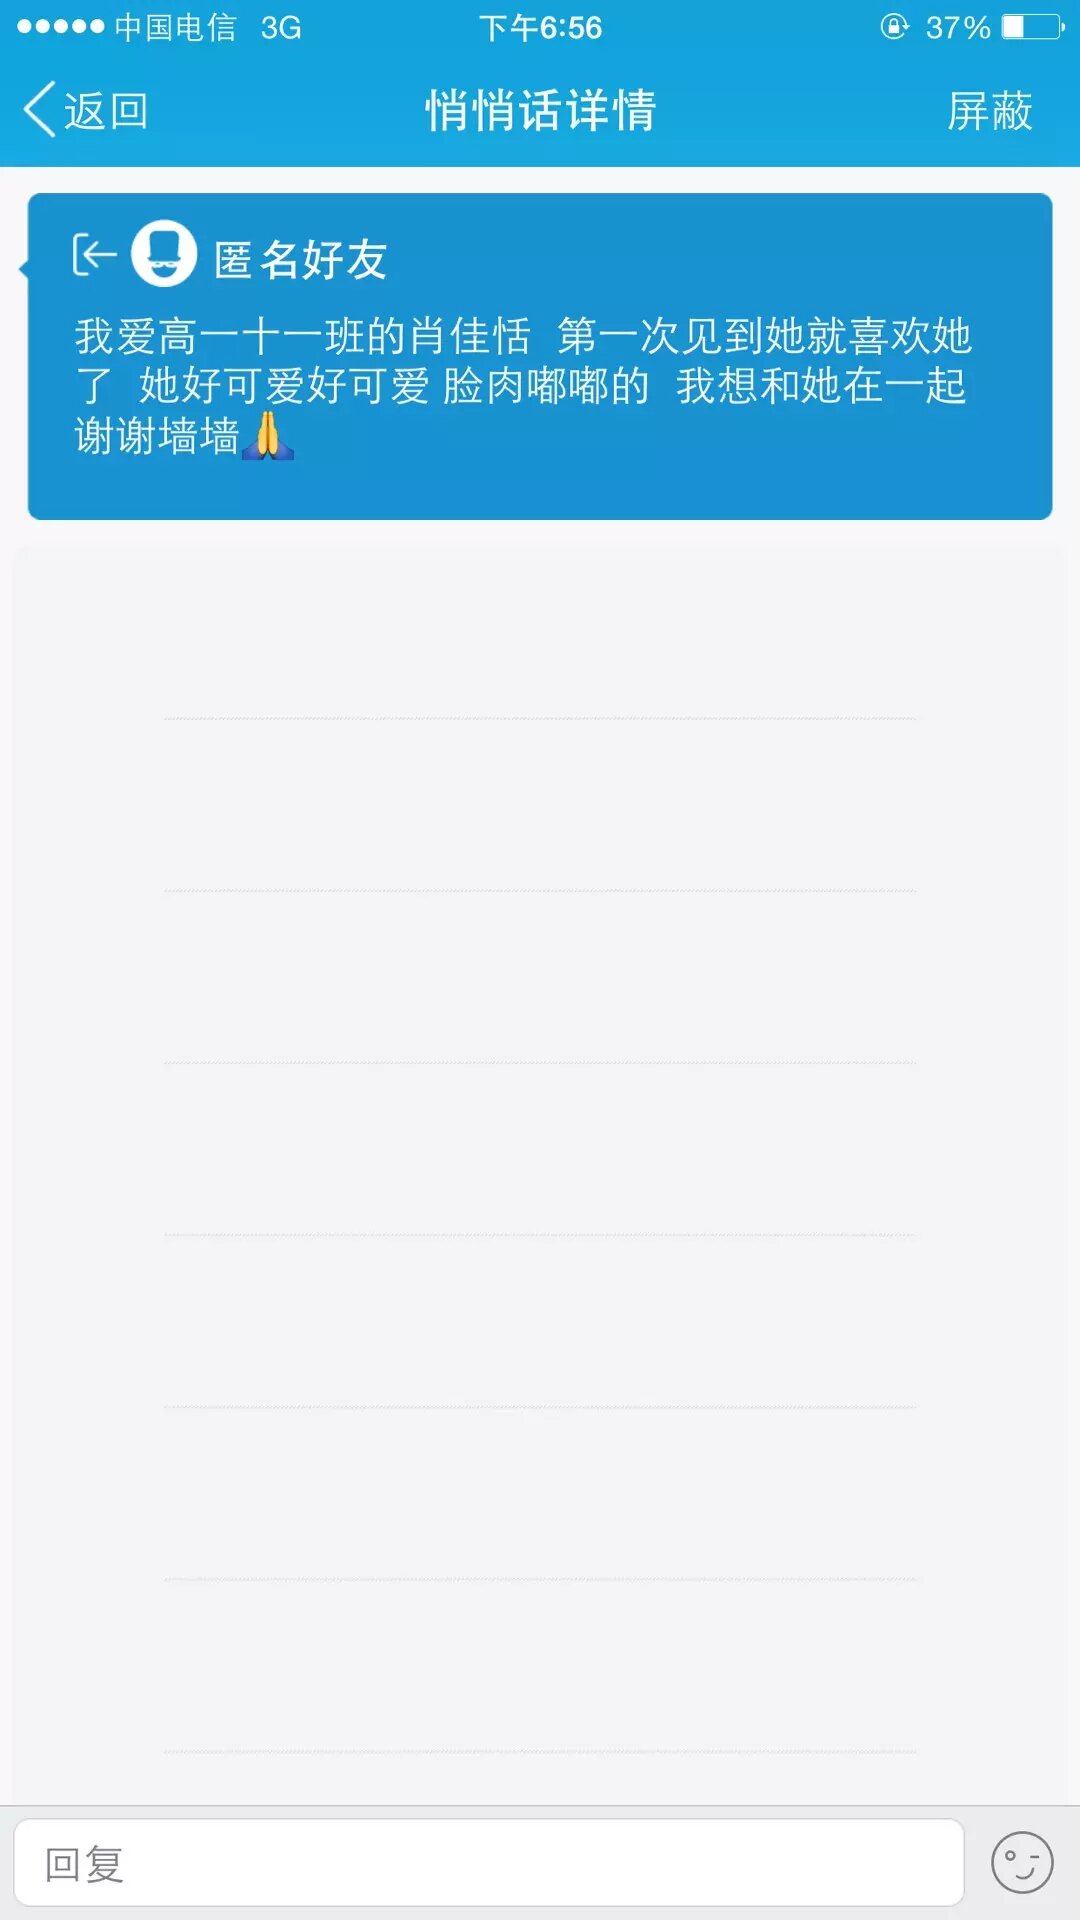 中国电信 3G 下午6:56 37%
返回 悄悄话详情 屏蔽
匿名好友
我爱高一十一班的肖佳恬 第一次见到她就喜欢她
了 她好可爱好可爱 脸肉嘟嘟的 我想和她在一起
谢谢墙墙🙏
回复